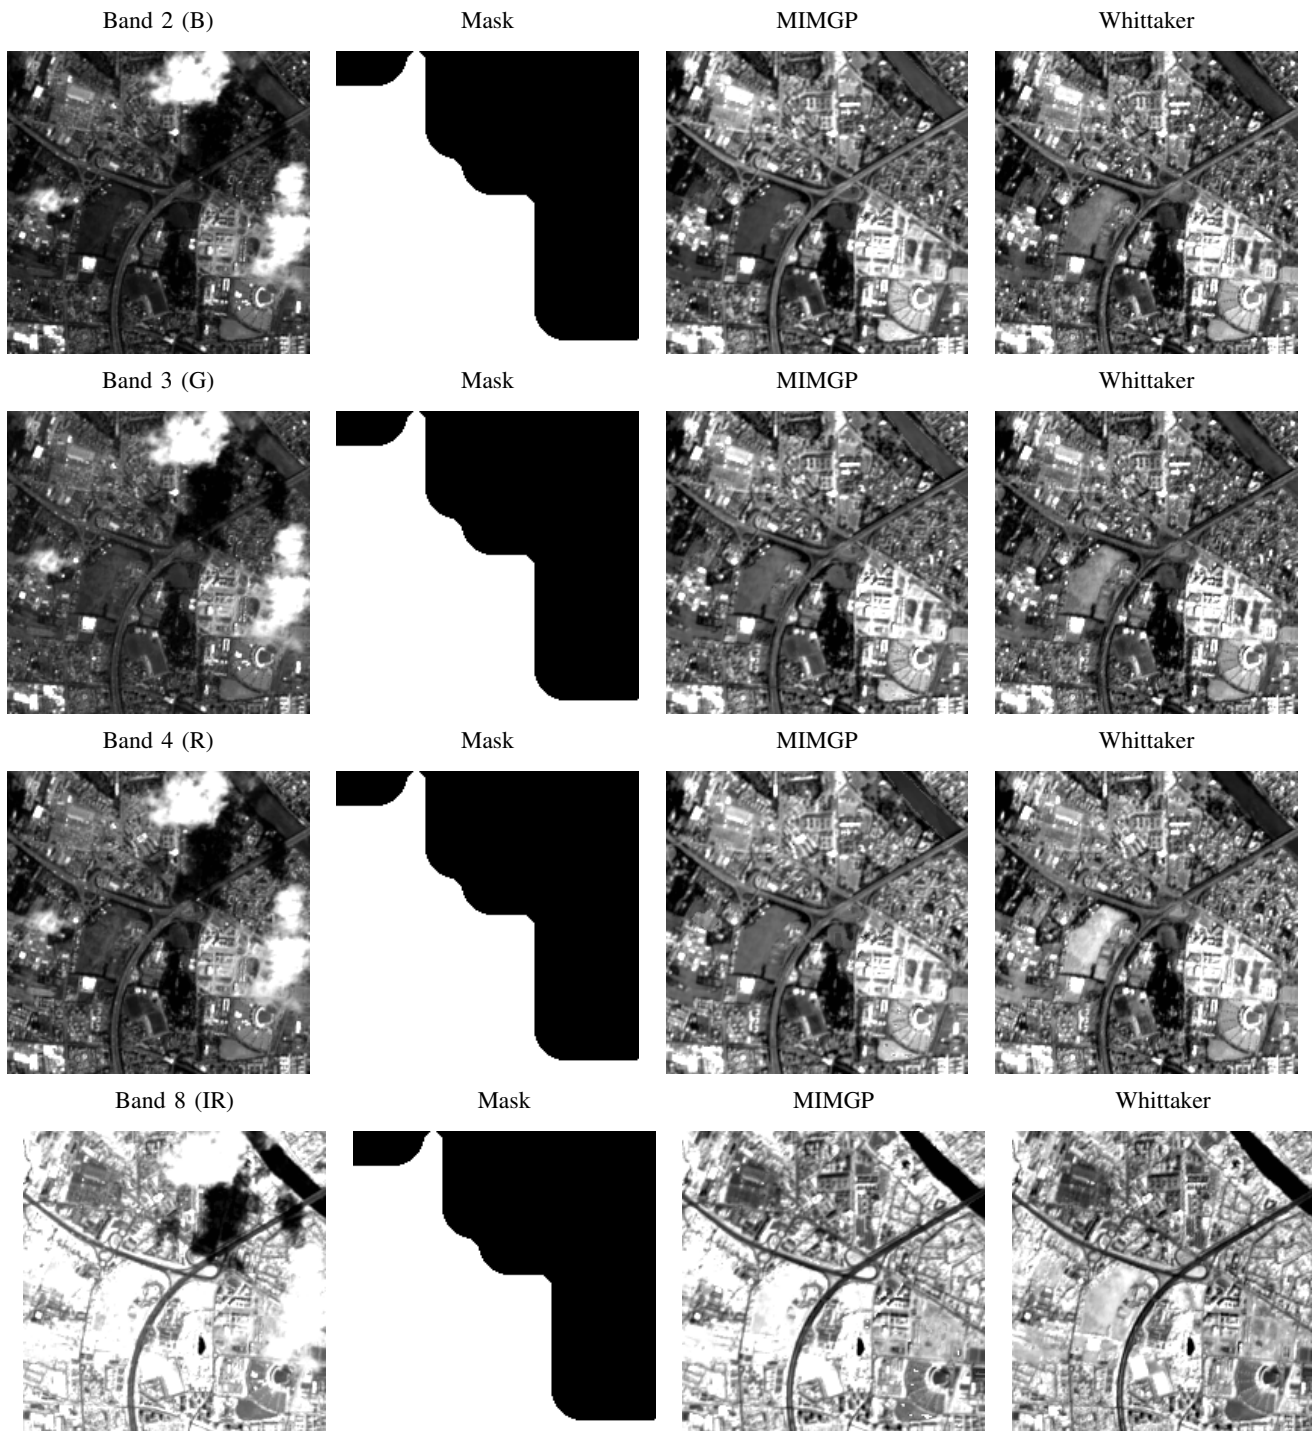 Band 2 (B) Mask MIMGP Whittaker
Band 3 (G) Mask MIMGP Whittaker
Band 4 (R) Mask MIMGP Whittaker
Band 8 (IR) Mask MIMGP Whittaker